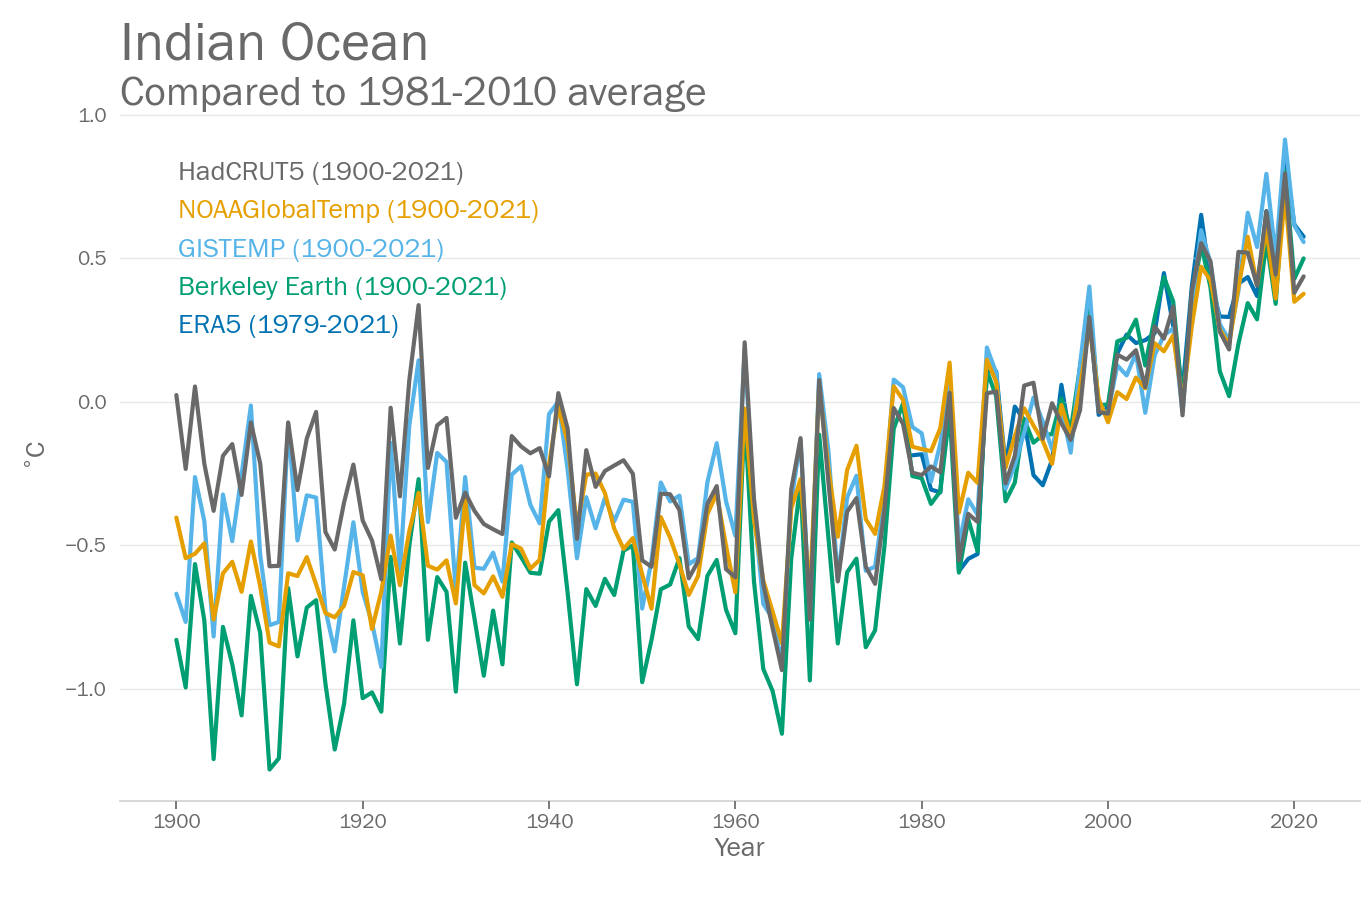 Indian Ocean
Compared to 1981-2010 average
1.0
HadCRUT5 (1900-2021)
NOAAGlobalTemp (1900-2021)
GISTEMP (1900-2021)
0.5
Berkeley Earth (1900-2021)
ERA5 (1979-2021)
0.0
°C
−0.5
−1.0
1900 1920 1940 1960 1980 2000 2020
Year